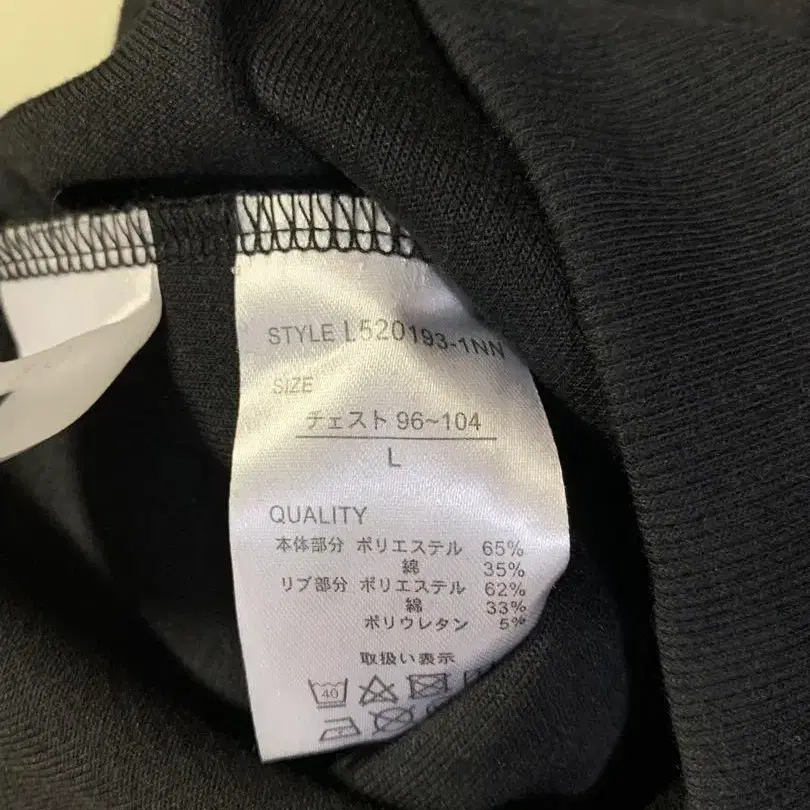 STYLE L520193-1NN
SIZE
チェスト 96~104
L
QUALITY
本体部分 ポリエステル 65%
綿 35%
リブ部分 ポリエステル 62%
綿 33%
ポリウレタン 5%
取扱い表示
40